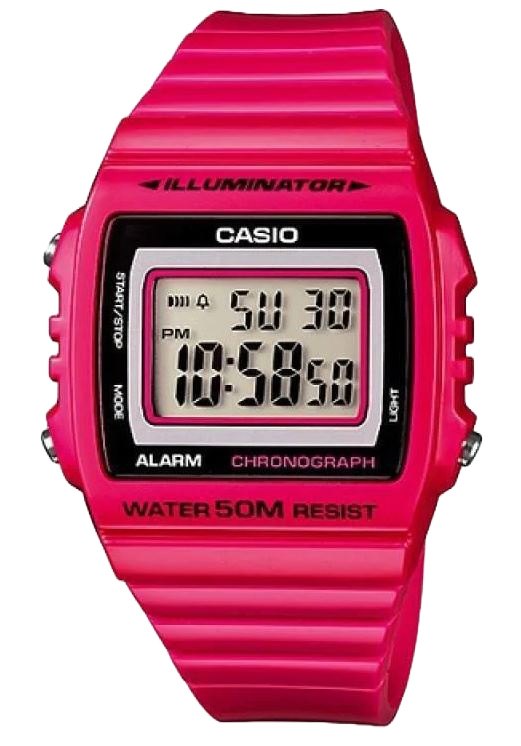 ILLUMINATOR
CASIO
START/STOP
SU 30
PM
10:58 50
MODE
LIGHT
ALARM CHRONOGRAPH
WATER 50M RESIST